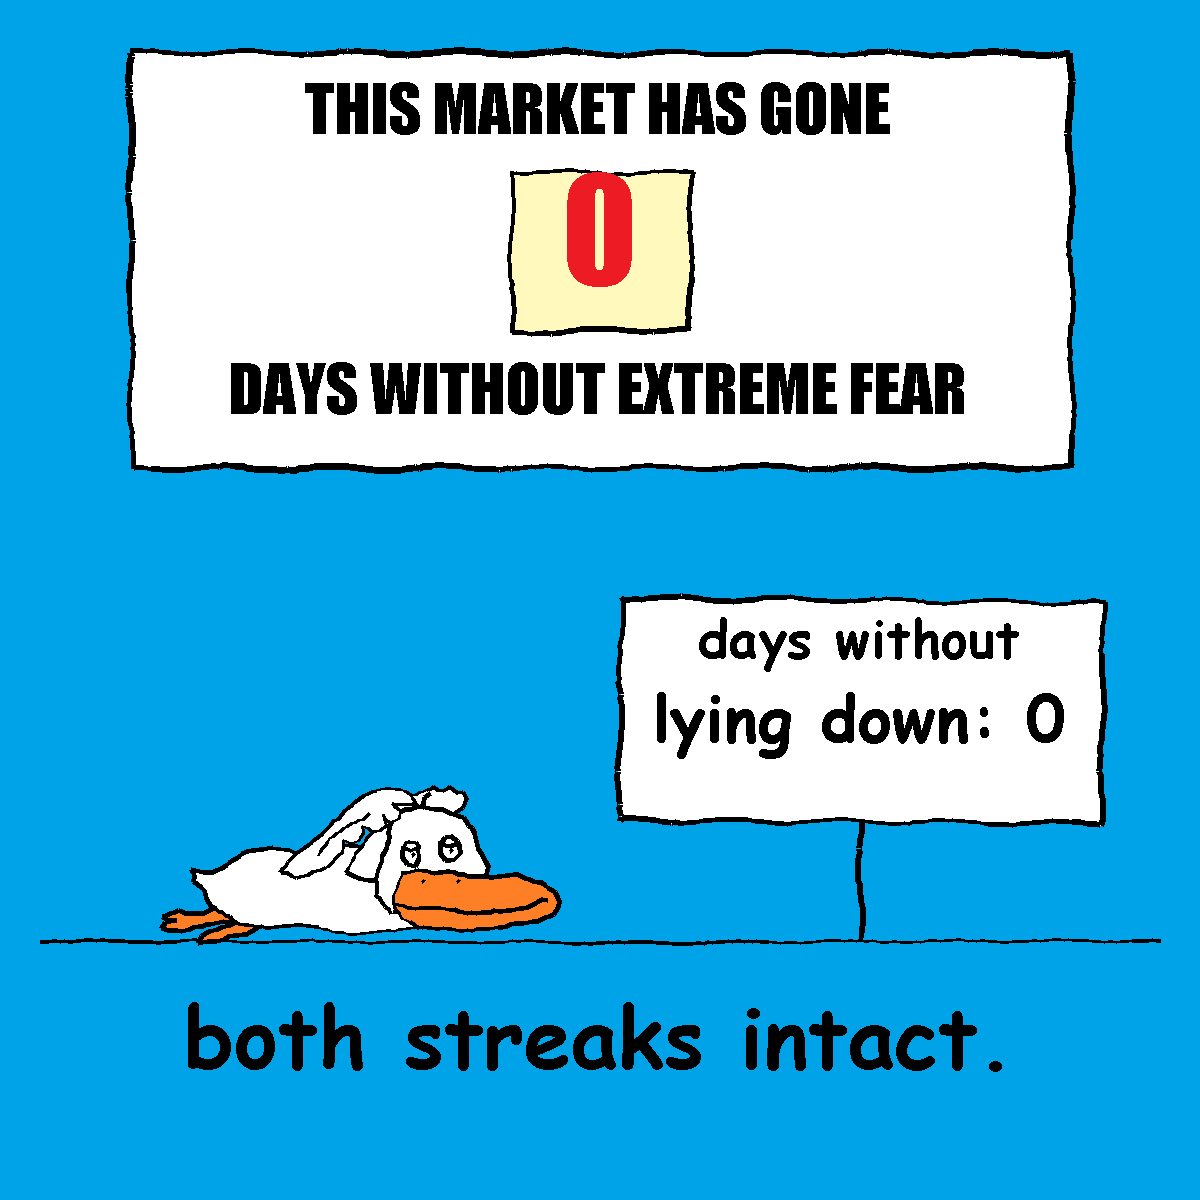 THIS MARKET HAS GONE
0
DAYS WITHOUT EXTREME FEAR
days without
lying down: 0
both streaks intact.